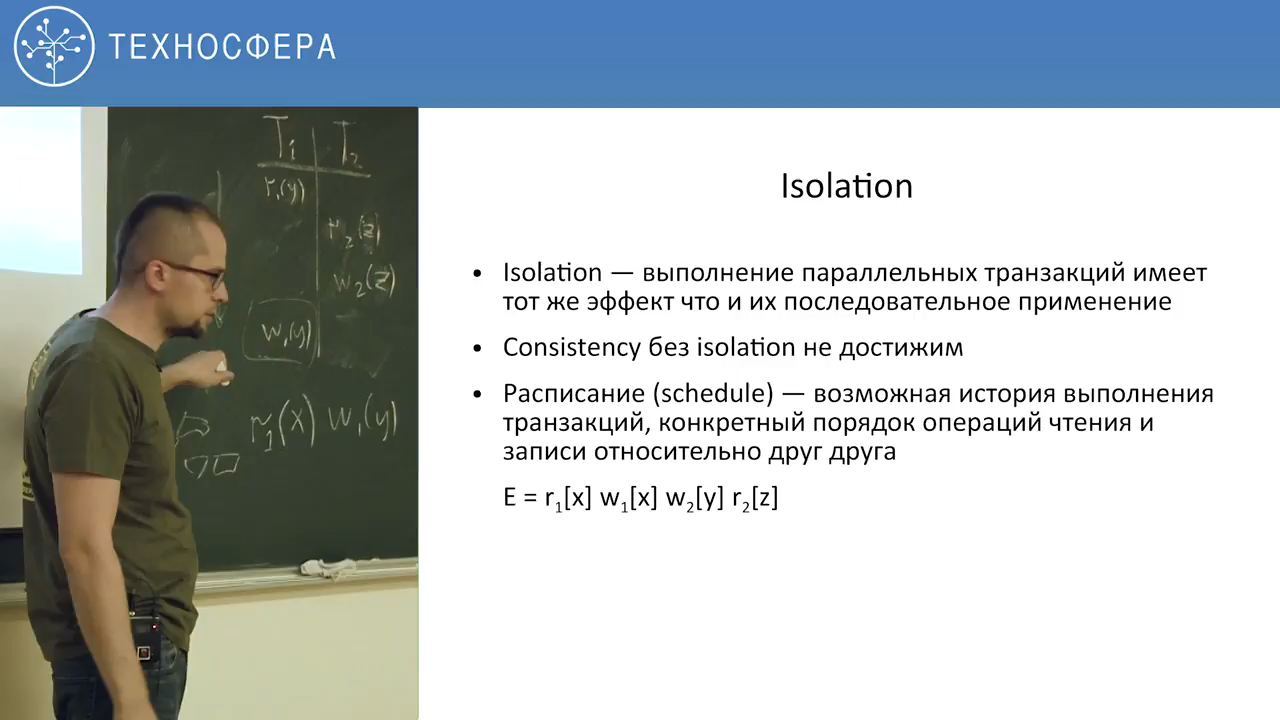 ТЕХНОСФЕРА
T₁ T₂
r₁(y)
r₂(z)
w₂(z)
w₁(y)
r₁(x) w₁(y)
Isolation
• Isolation — выполнение параллельных транзакций имеет
тот же эффект что и их последовательное применение
• Consistency без isolation не достижим
• Расписание (schedule) — возможная история выполнения
транзакций, конкретный порядок операций чтения и
записи относительно друг друга
E = r₁[x] w₁[x] w₂[y] r₂[z]